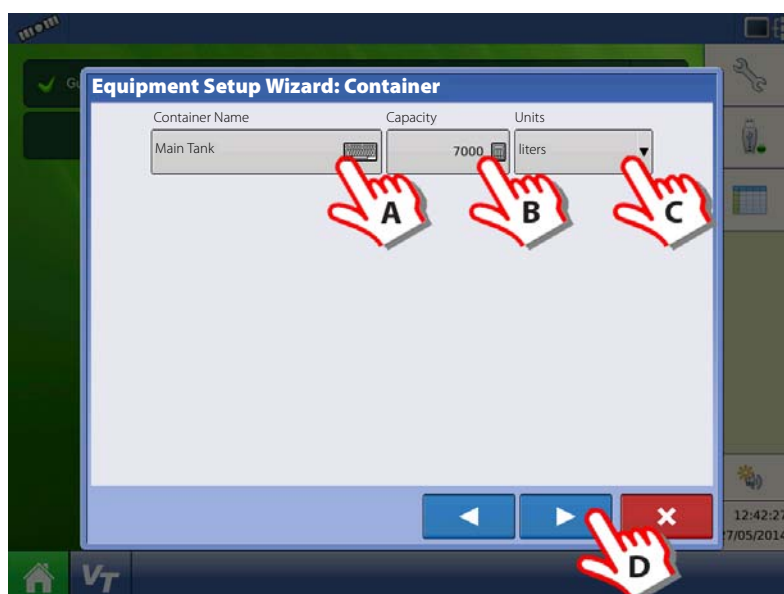 Equipment Setup Wizard: Container
Container Name Capacity Units
Main Tank 7000 liters
A B C
D
12:42:27
7/05/2014
VT